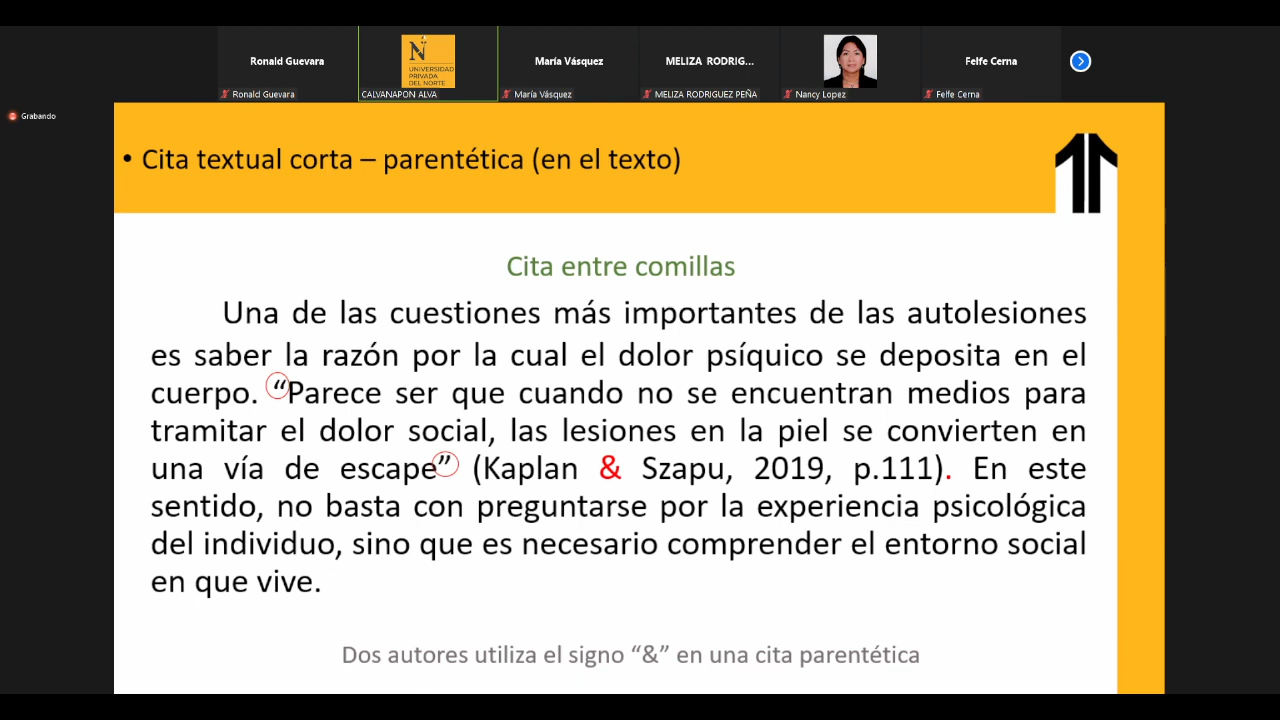 Ronald Guevara
María Vásquez
MELIZA RODRIG...
Felfe Cerna
N
UNIVERSIDAD
PRIVADA
DEL NORTE
Ronald Guevara
CALVANAPON ALVA
María Vásquez
MELIZA RODRIGUEZ PEÑA
Nancy Lopez
Felfe Cerna
Grabando
• Cita textual corta – parentética (en el texto)
Cita entre comillas
Una de las cuestiones más importantes de las autolesiones
es saber la razón por la cual el dolor psíquico se deposita en el
cuerpo. “Parece ser que cuando no se encuentran medios para
tramitar el dolor social, las lesiones en la piel se convierten en
una vía de escape” (Kaplan & Szapu, 2019, p.111). En este
sentido, no basta con preguntarse por la experiencia psicológica
del individuo, sino que es necesario comprender el entorno social
en que vive.
Dos autores utiliza el signo “&” en una cita parentética